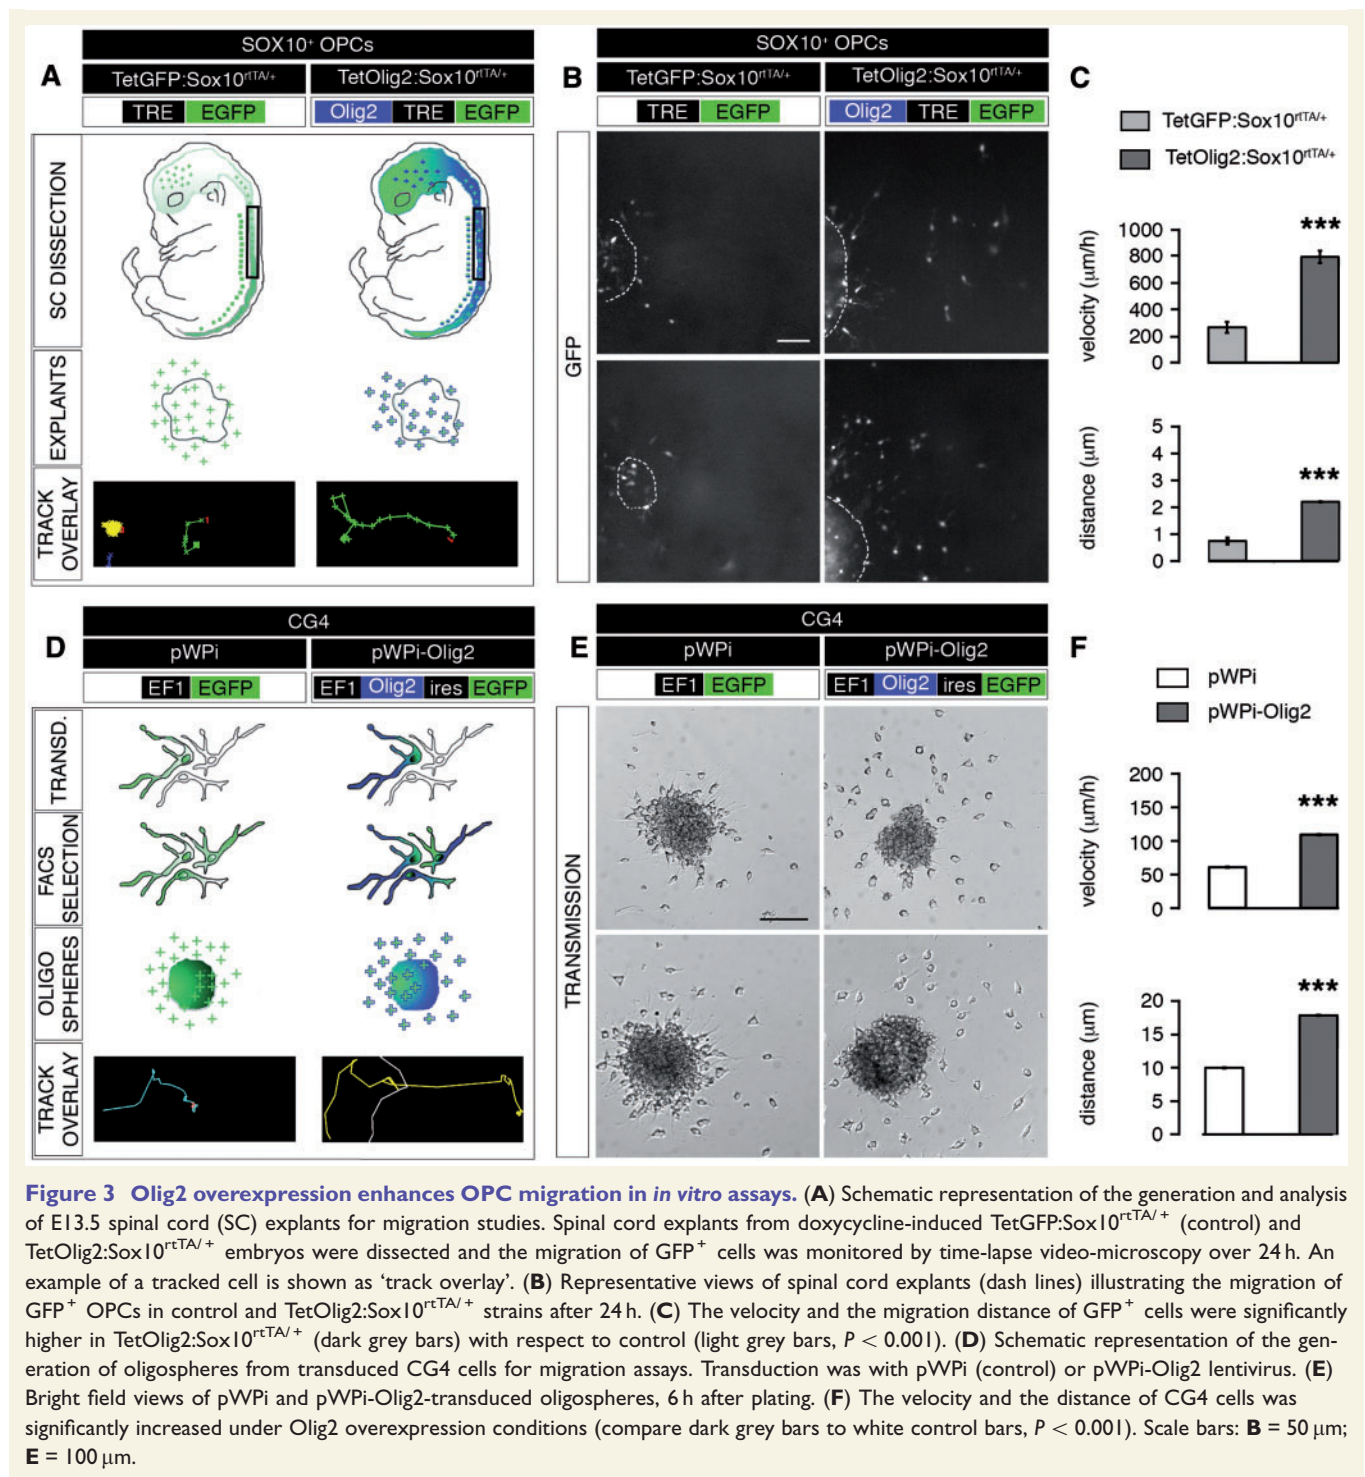 A
SOX10⁺ OPCs
TetGFP:Sox10rtTA/+
TetOlig2:Sox10rtTA/+
TRE EGFP
Olig2 TRE EGFP
SC DISSECTION
EXPLANTS
TRACK OVERLAY
1
B
SOX10⁺ OPCs
TetGFP:Sox10rtTA/+
TetOlig2:Sox10rtTA/+
TRE EGFP
Olig2 TRE EGFP
GFP
C
TetGFP:Sox10rtTA/+
TetOlig2:Sox10rtTA/+
velocity (µm/h)
1000
800
600
400
200
0
***
distance (µm)
5
4
3
2
1
0
***
D
CG4
pWPi
pWPi-Olig2
EF1 EGFP
EF1 Olig2 ires EGFP
TRANSD.
FACS SELECTION
OLIGO SPHERES
TRACK OVERLAY
E
CG4
pWPi
pWPi-Olig2
EF1 EGFP
EF1 Olig2 ires EGFP
TRANSMISSION
F
pWPi
pWPi-Olig2
velocity (µm/h)
200
150
100
50
0
***
distance (µm)
20
15
10
5
0
***
Figure 3 Olig2 overexpression enhances OPC migration in in vitro assays. (A) Schematic representation of the generation and analysis
of E13.5 spinal cord (SC) explants for migration studies. Spinal cord explants from doxycycline-induced TetGFP:Sox10rtTA/+ (control) and
TetOlig2:Sox10rtTA/+ embryos were dissected and the migration of GFP+ cells was monitored by time-lapse video-microscopy over 24 h. An
example of a tracked cell is shown as ‘track overlay’. (B) Representative views of spinal cord explants (dash lines) illustrating the migration of
GFP+ OPCs in control and TetOlig2:Sox10rtTA/+ strains after 24 h. (C) The velocity and the migration distance of GFP+ cells were significantly
higher in TetOlig2:Sox10rtTA/+ (dark grey bars) with respect to control (light grey bars, P < 0.001). (D) Schematic representation of the gen-
eration of oligospheres from transduced CG4 cells for migration assays. Transduction was with pWPi (control) or pWPi-Olig2 lentivirus. (E)
Bright field views of pWPi and pWPi-Olig2-transduced oligospheres, 6 h after plating. (F) The velocity and the distance of CG4 cells was
significantly increased under Olig2 overexpression conditions (compare dark grey bars to white control bars, P < 0.001). Scale bars: B = 50 µm;
E = 100 µm.